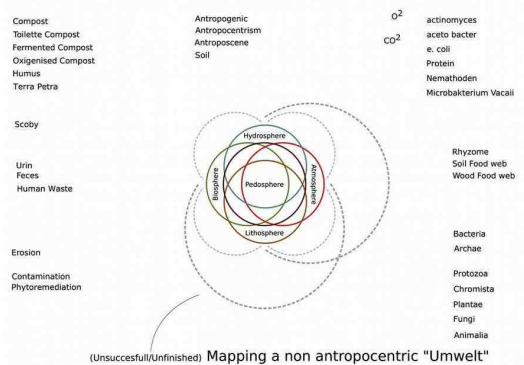 Compost
Toilette Compost
Fermented Compost
Oxigenised Compost
Humus
Terra Petra
Scoby
Urin
Feces
Human Waste
Erosion
Contamination
Phytoremediation
Antropogenic
Antropocentrism
Antroposcene
Soil
O²
CO²
actinomyces
aceto bacter
e. coli
Protein
Nemathoden
Microbakterium Vacaii
Hydrosphere
Biosphere
Pedosphere
Atmosphere
Lithosphere
Rhyzome
Soil Food web
Wood Food web
Bacteria
Archae
Protozoa
Chromista
Plantae
Fungi
Animalia
(Unsuccesfull/Unfinished) Mapping a non antropocentric "Umwelt"